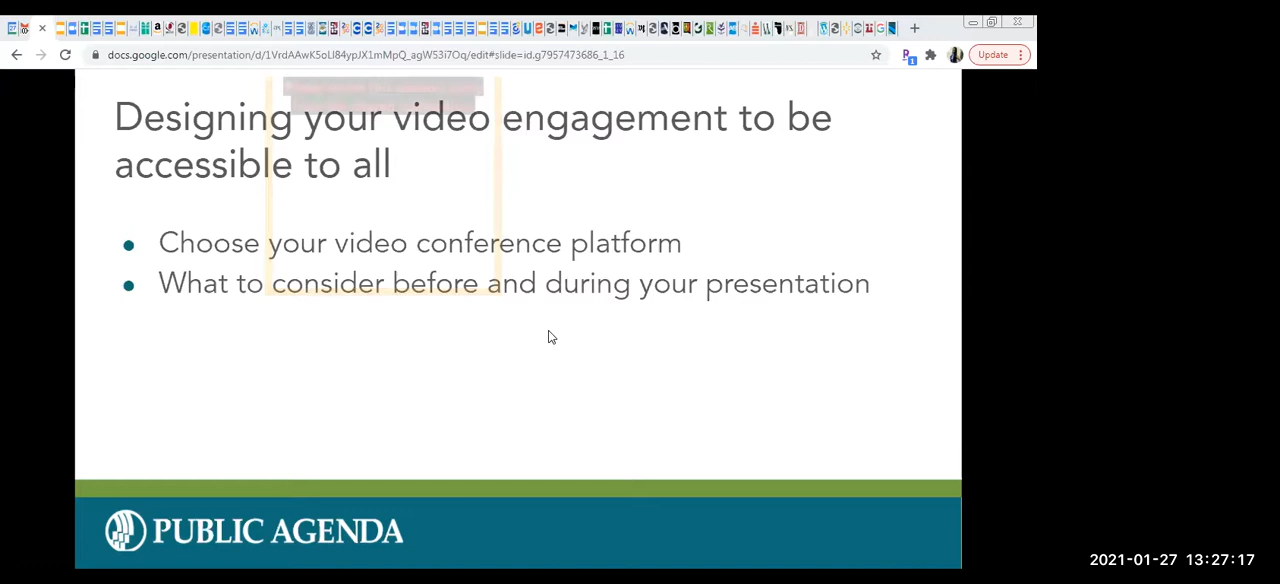 docs.google.com/presentation/d/1VrdAAwK5oLl84ypJX1mMpQ_agW53i7Oq/edit#slide=id.g7957473686_1_16
Update
Designing your video engagement to be
accessible to all
Choose your video conference platform
What to consider before and during your presentation
PUBLIC AGENDA
2021-01-27 13:27:17